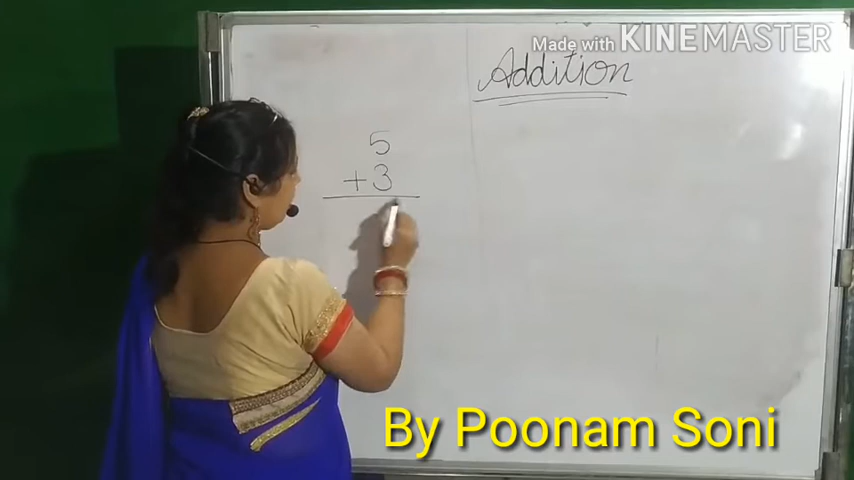 Made with KINEMASTER
Addition
5
+3
By Poonam Soni